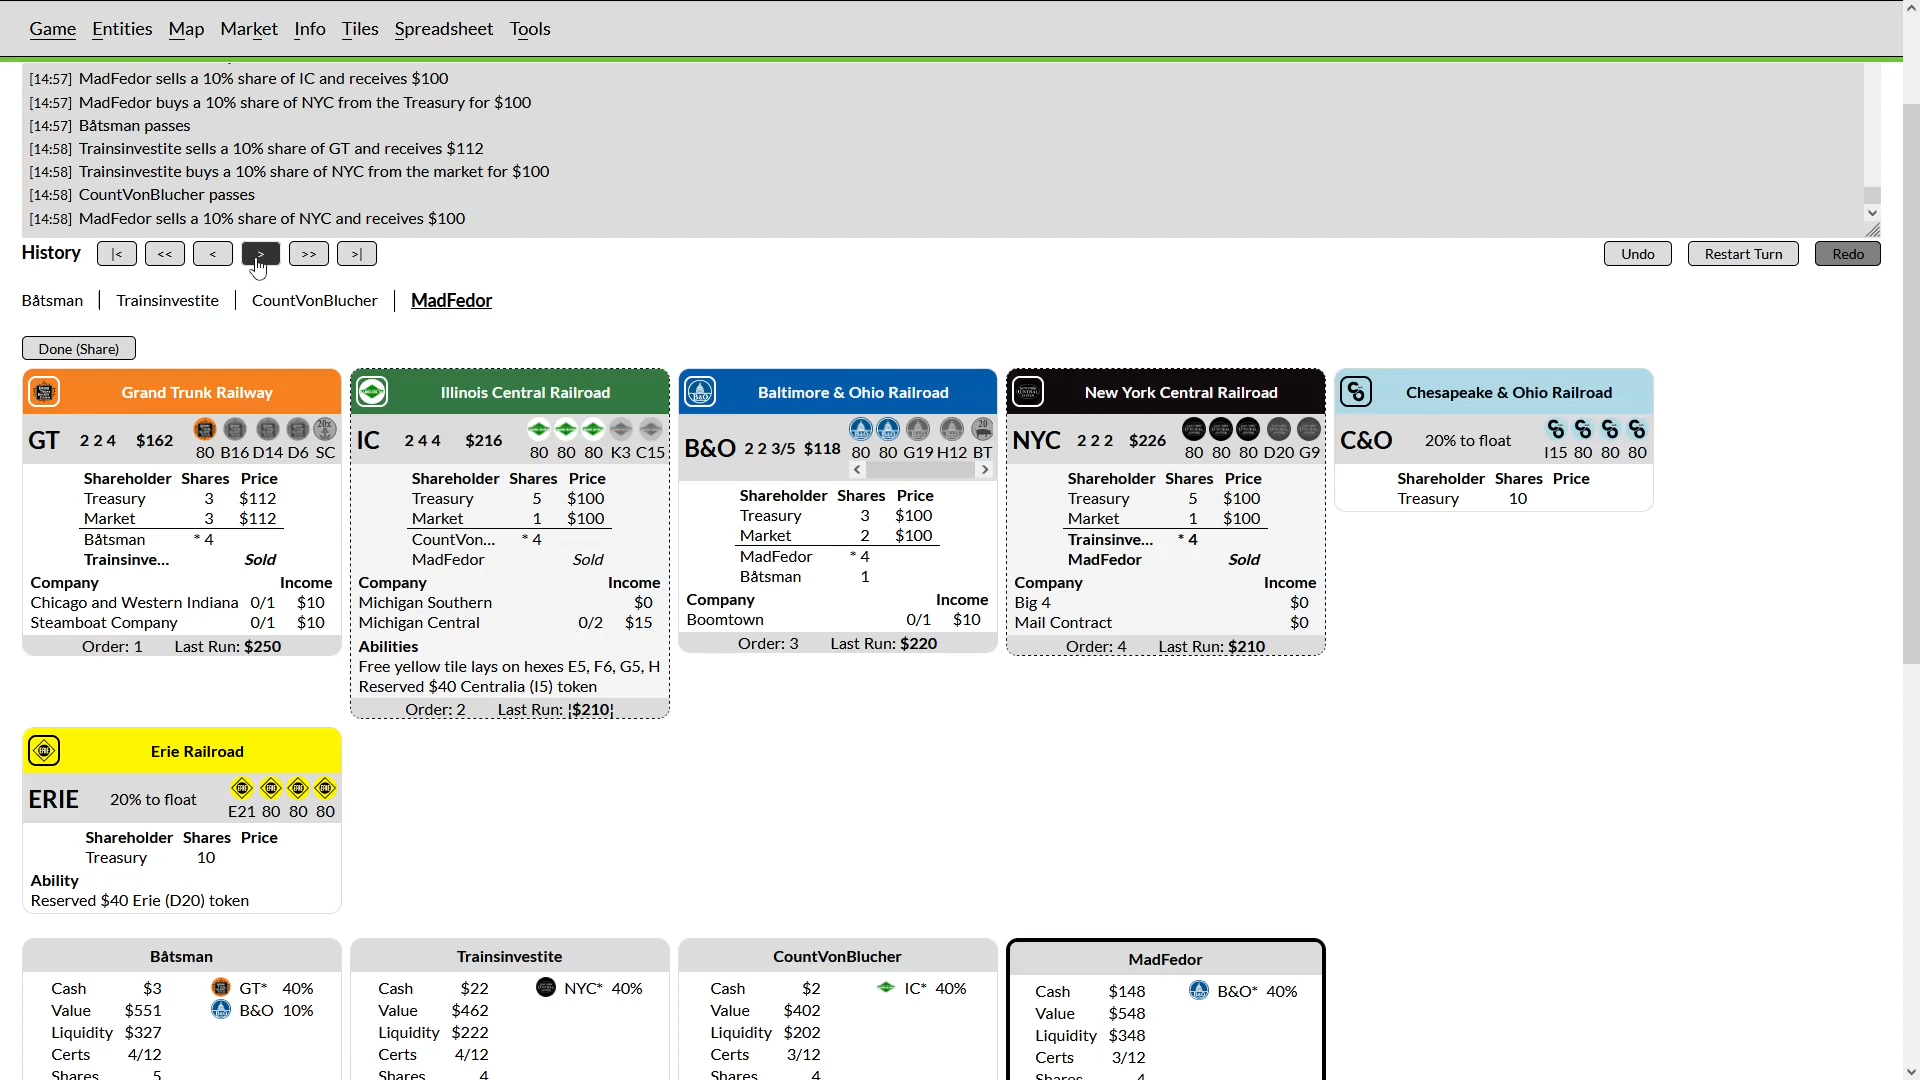 Game Entities Map Market Info Tiles Spreadsheet Tools
[14:57] MadFedor sells a 10% share of IC and receives $100
[14:57] MadFedor buys a 10% share of NYC from the Treasury for $100
[14:57] Båtsman passes
[14:58] Trainsinvestite sells a 10% share of GT and receives $112
[14:58] Trainsinvestite buys a 10% share of NYC from the market for $100
[14:58] CountVonBlucher passes
[14:58] MadFedor sells a 10% share of NYC and receives $100
History |< << < > >> >| Undo Restart Turn Redo
Båtsman Trainsinvestite CountVonBlucher MadFedor
Done (Share)
Grand Trunk Railway
GT 2 2 4 $162
80 B16 D14 D6 SC
20x
Shareholder Shares Price
Treasury 3 $112
Market 3 $112
Båtsman * 4
Trainsinve... Sold
Company Income
Chicago and Western Indiana 0/1 $10
Steamboat Company 0/1 $10
Order: 1 Last Run: $250
Illinois Central Railroad
IC 2 4 4 $216
80 80 80 K3 C15
Shareholder Shares Price
Treasury 5 $100
Market 1 $100
CountVon... * 4
MadFedor Sold
Company Income
Michigan Southern $0
Michigan Central 0/2 $15
Abilities
Free yellow tile lays on hexes E5, F6, G5, H
Reserved $40 Centralia (I5) token
Order: 2 Last Run: ¦$210¦
Baltimore & Ohio Railroad
B&O 2 2 3/5 $118
80 80 G19 H12 BT
20
Shareholder Shares Price
Treasury 3 $100
Market 2 $100
MadFedor * 4
Båtsman 1
Company Income
Boomtown 0/1 $10
Order: 3 Last Run: $220
New York Central Railroad
NYC 2 2 2 $226
80 80 80 D20 G9
Shareholder Shares Price
Treasury 5 $100
Market 1 $100
Trainsinve... * 4
MadFedor Sold
Company Income
Big 4 $0
Mail Contract $0
Order: 4 Last Run: $210
Chesapeake & Ohio Railroad
C&O 20% to float
I15 80 80 80
Shareholder Shares Price
Treasury 10
Erie Railroad
ERIE 20% to float
E21 80 80 80
Shareholder Shares Price
Treasury 10
Ability
Reserved $40 Erie (D20) token
Båtsman
Cash $3 GT* 40%
Value $551 B&O 10%
Liquidity $327
Certs 4/12
Shares 5
Trainsinvestite
Cash $22 NYC* 40%
Value $462
Liquidity $222
Certs 4/12
Shares 4
CountVonBlucher
Cash $2 IC* 40%
Value $402
Liquidity $202
Certs 3/12
Shares 4
MadFedor
Cash $148 B&O* 40%
Value $548
Liquidity $348
Certs 3/12
Shares 4